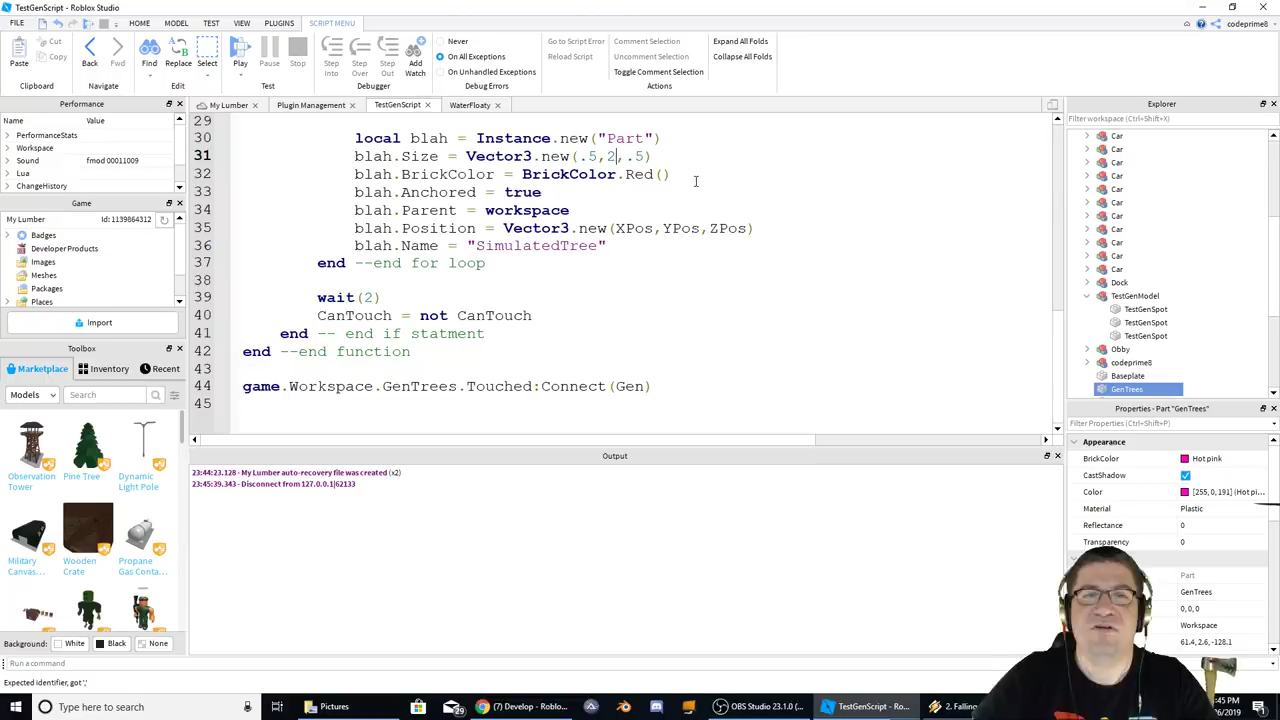 TestGenScript - Roblox Studio
FILE HOME MODEL TEST VIEW PLUGINS SCRIPT MENU
codeprime8
Paste Cut Copy
Clipboard
Back Fwd
Navigate
Find Replace Select
Edit
Play Pause Stop
Test
Step Into Step Over Step Out Add Watch
Debugger
Never
On All Exceptions
On Unhandled Exceptions
Debug Errors
Go to Script Error
Reload Script
Comment Selection
Uncomment Selection
Toggle Comment Selection
Actions
Expand All Folds
Collapse All Folds
Performance
Name Value
PerformanceStats
Workspace
Sound fmod 00011009
Lua
ChangeHistory
Game
My Lumber Id: 1139864312
Badges
Developer Products
Images
Meshes
Packages
Places
Import
Toolbox
Marketplace Inventory Recent
Models Search
Observation Tower
Pine Tree
Dynamic Light Pole
Military Canvas...
Wooden Crate
Propane Gas Conta...
Background: White Black None
My Lumber Plugin Management TestGenScript WaterFloaty
29
30 local blah = Instance.new("Part")
31 blah.Size = Vector3.new(.5,2,.5)
32 blah.BrickColor = BrickColor.Red()
33 blah.Anchored = true
34 blah.Parent = workspace
35 blah.Position = Vector3.new(XPos,YPos,ZPos)
36 blah.Name = "SimulatedTree"
37 end --end for loop
38
39 wait(2)
40 CanTouch = not CanTouch
41 end -- end if statment
42 end --end function
43
44 game.Workspace.GenTrees.Touched:Connect(Gen)
45
Output
23:44:23.128 - My Lumber auto-recovery file was created (x2)
23:45:39.343 - Disconnect from 127.0.0.1|62133
Explorer
Filter workspace (Ctrl+Shift+X)
Car
Car
Car
Car
Car
Car
Car
Car
Car
Car
Car
Dock
TestGenModel
TestGenSpot
TestGenSpot
TestGenSpot
Obby
codeprime8
Baseplate
GenTrees
Properties - Part "GenTrees"
Filter Properties (Ctrl+Shift+P)
Appearance
BrickColor Hot pink
CastShadow
Color [255, 0, 191] (Hot pi...
Material Plastic
Reflectance 0
Transparency 0
Part
GenTrees
0, 0, 0
Workspace
61.4, 2.6, -128.1
Run a command
Expected identifier, got ','
Type here to search
Pictures
(7) Develop - Ro...
OBS Studio 23.1.0 (...
TestGenScript - Ro...
2. Falling